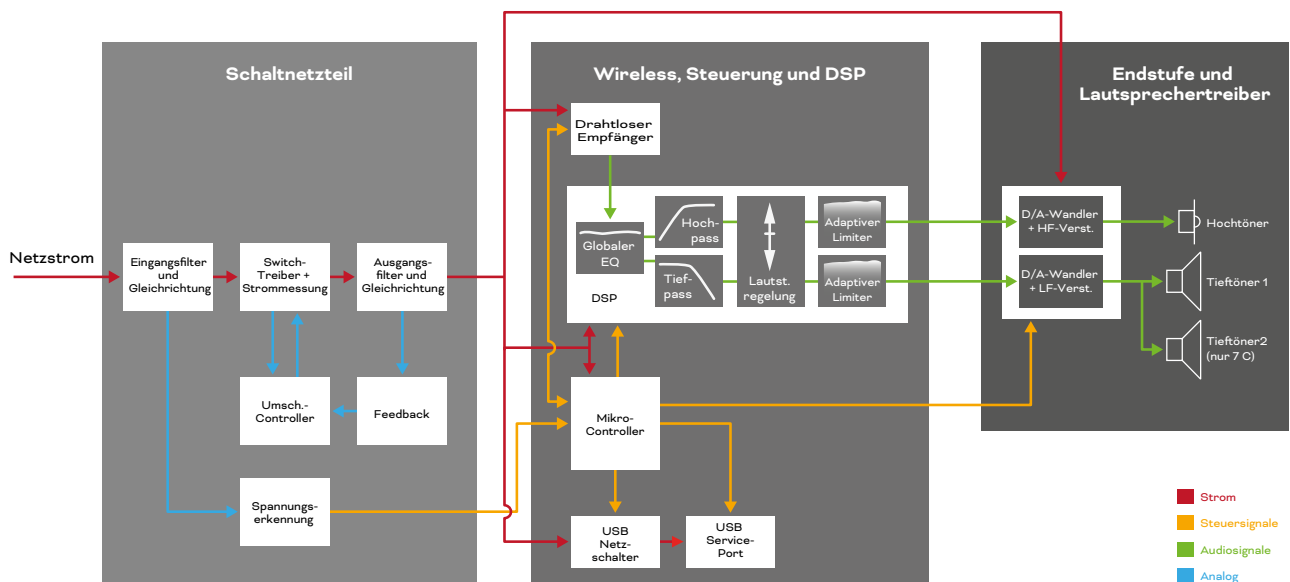 Schaltnetzteil
Wireless, Steuerung und DSP
Endstufe und
Lautsprechertreiber
Drahtloser
Empfänger
Netzstrom
Eingangsfilter
und
Gleichrichtung
Switch-
Treiber +
Strommessung
Ausgangs-
filter und
Gleichrichtung
Globaler
EQ
Hoch-
pass
Tief-
pass
Lautst.
regelung
Adaptiver
Limiter
Adaptiver
Limiter
DSP
D/A-Wandler
+ HF-Verst.
D/A-Wandler
+ LF-Verst.
Hochtöner
Tieftöner 1
Tieftöner2
(nur 7 C)
Umsch.-
Controller
Feedback
Mikro-
Controller
Spannungs-
erkennung
USB
Netz-
schalter
USB
Service-
Port
Strom
Steuersignale
Audiosignale
Analog